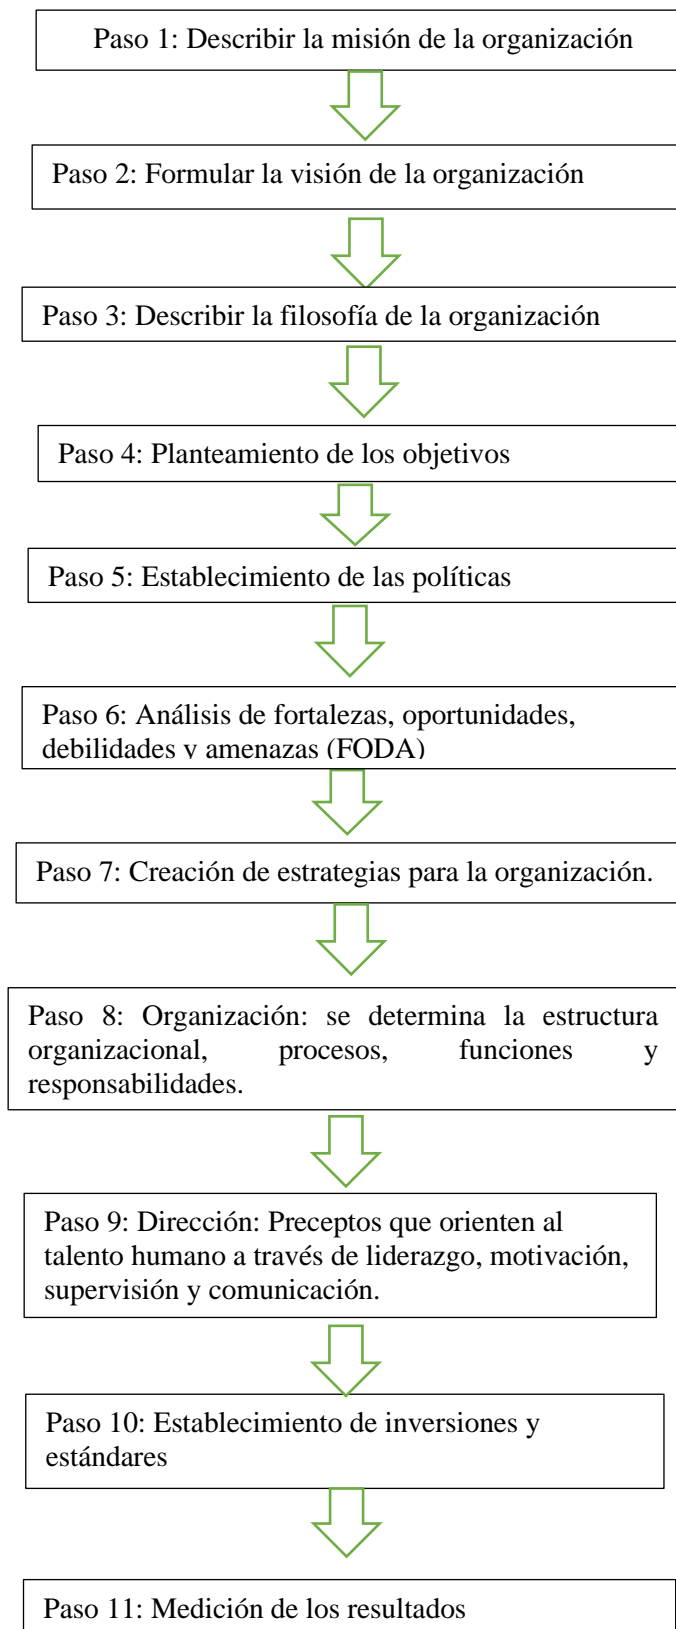 Paso 1: Describir la misión de la organización
Paso 2: Formular la visión de la organización
Paso 3: Describir la filosofía de la organización
Paso 4: Planteamiento de los objetivos
Paso 5: Establecimiento de las políticas
Paso 6: Análisis de fortalezas, oportunidades,
debilidades y amenazas (FODA)
Paso 7: Creación de estrategias para la organización.
Paso 8: Organización: se determina la estructura
organizacional, procesos, funciones y
responsabilidades.
Paso 9: Dirección: Preceptos que orienten al
talento humano a través de liderazgo, motivación,
supervisión y comunicación.
Paso 10: Establecimiento de inversiones y
estándares
Paso 11: Medición de los resultados